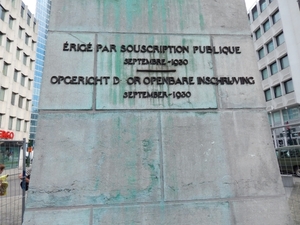 ÉRIGÉ PAR SOUSCRIPTION PUBLIQUE
SEPTEMBRE-1930
OPGERICHT D OR OPENBARE INSCHRIJVING
SEPTEMBER-1930